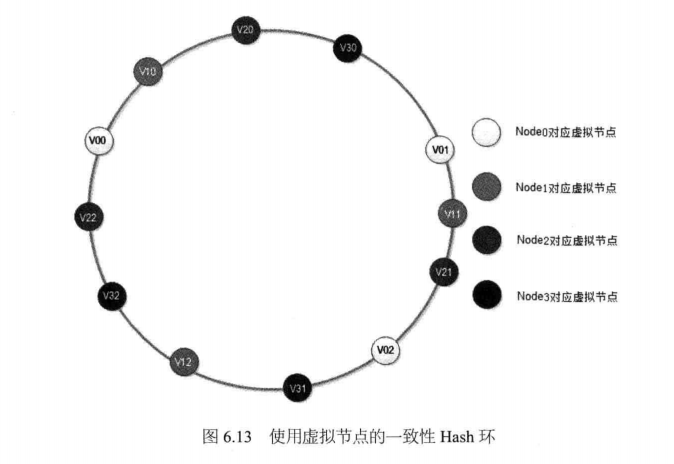 V20
V30
V10
V00
V01
V22
V11
V21
V32
V02
V12
V31
Node0对应虚拟节点
Node1对应虚拟节点
Node2对应虚拟节点
Node3对应虚拟节点
图 6.13 使用虚拟节点的一致性 Hash 环